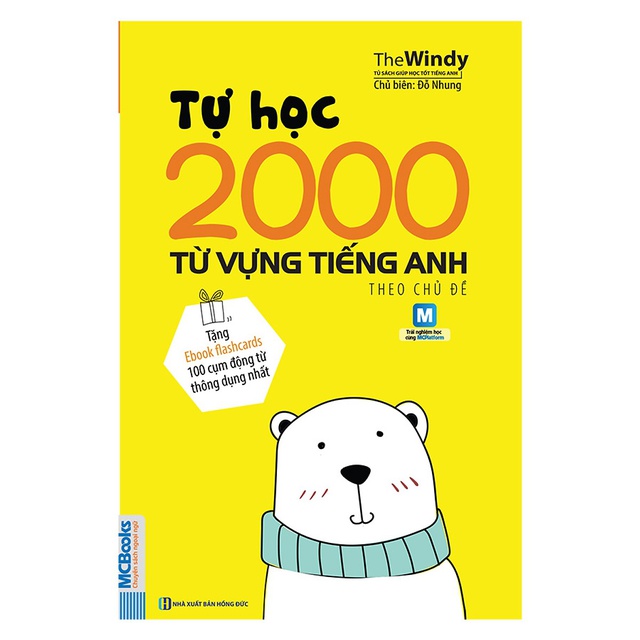 TheWindy
TỦ SÁCH GIÚP HỌC TỐT TIẾNG ANH
Chủ biên: Đỗ Nhung
Tự học
2000
TỪ VỰNG TIẾNG ANH
THEO CHỦ ĐỀ
M
Trải nghiệm học
cùng MCPlatform
Tặng
Ebook flashcards
100 cụm động từ
thông dụng nhất
MCBooks
Chuyên sách ngoại ngữ
NHÀ XUẤT BẢN HỒNG ĐỨC